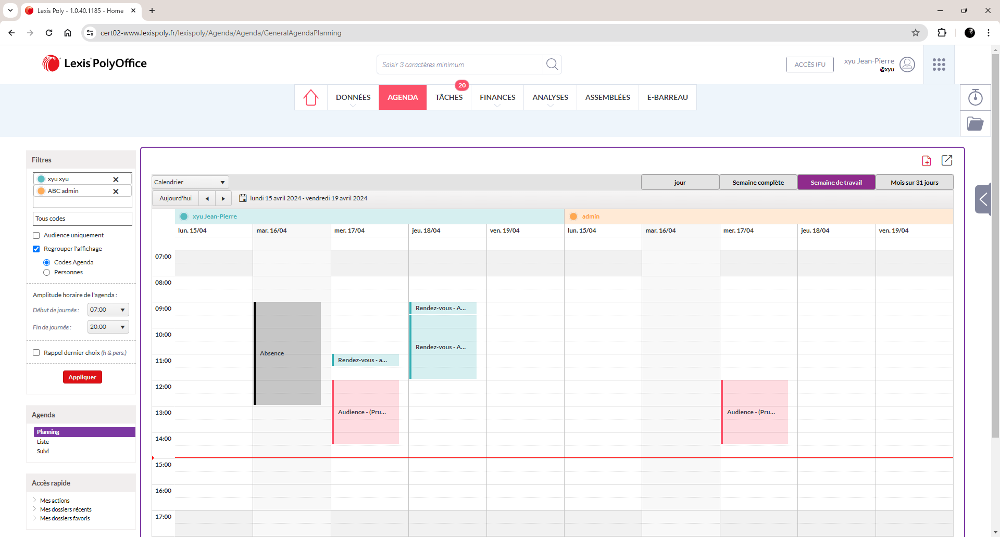 Lexis Poly - 1.0.40.1185 - Home
cert02-www.lexispoly.fr/lexispoly/Agenda/Agenda/GeneralAgendaPlanning
Lexis® PolyOffice
Saisir 3 caractères minimum
ACCÈS IFU
xyu Jean-Pierre
@xyu
20
DONNÉES AGENDA TÂCHES FINANCES ANALYSES ASSEMBLÉES E-BARREAU
Filtres
xyu xyu
ABC admin
Tous codes
Audience uniquement
Regrouper l'affichage
Codes Agenda
Personnes
Amplitude horaire de l'agenda :
Début de journée : 07:00
Fin de journée : 20:00
Rappel dernier choix (h & pers.)
Appliquer
Agenda
Planning
Liste
Suivi
Accès rapide
Mes actions
Mes dossiers récents
Mes dossiers favoris
Calendrier
jour Semaine complète Semaine de travail Mois sur 31 jours
Aujourd'hui lundi 15 avril 2024 - vendredi 19 avril 2024
xyu Jean-Pierre admin
lun. 15/04 mar. 16/04 mer. 17/04 jeu. 18/04 ven. 19/04 lun. 15/04 mar. 16/04 mer. 17/04 jeu. 18/04 ven. 19/04
07:00
08:00
09:00 Rendez-vous - A...
10:00
Rendez-vous - A...
Absence
11:00 Rendez-vous - a...
12:00
13:00 Audience - (Pru... Audience - (Pru...
14:00
15:00
16:00
17:00